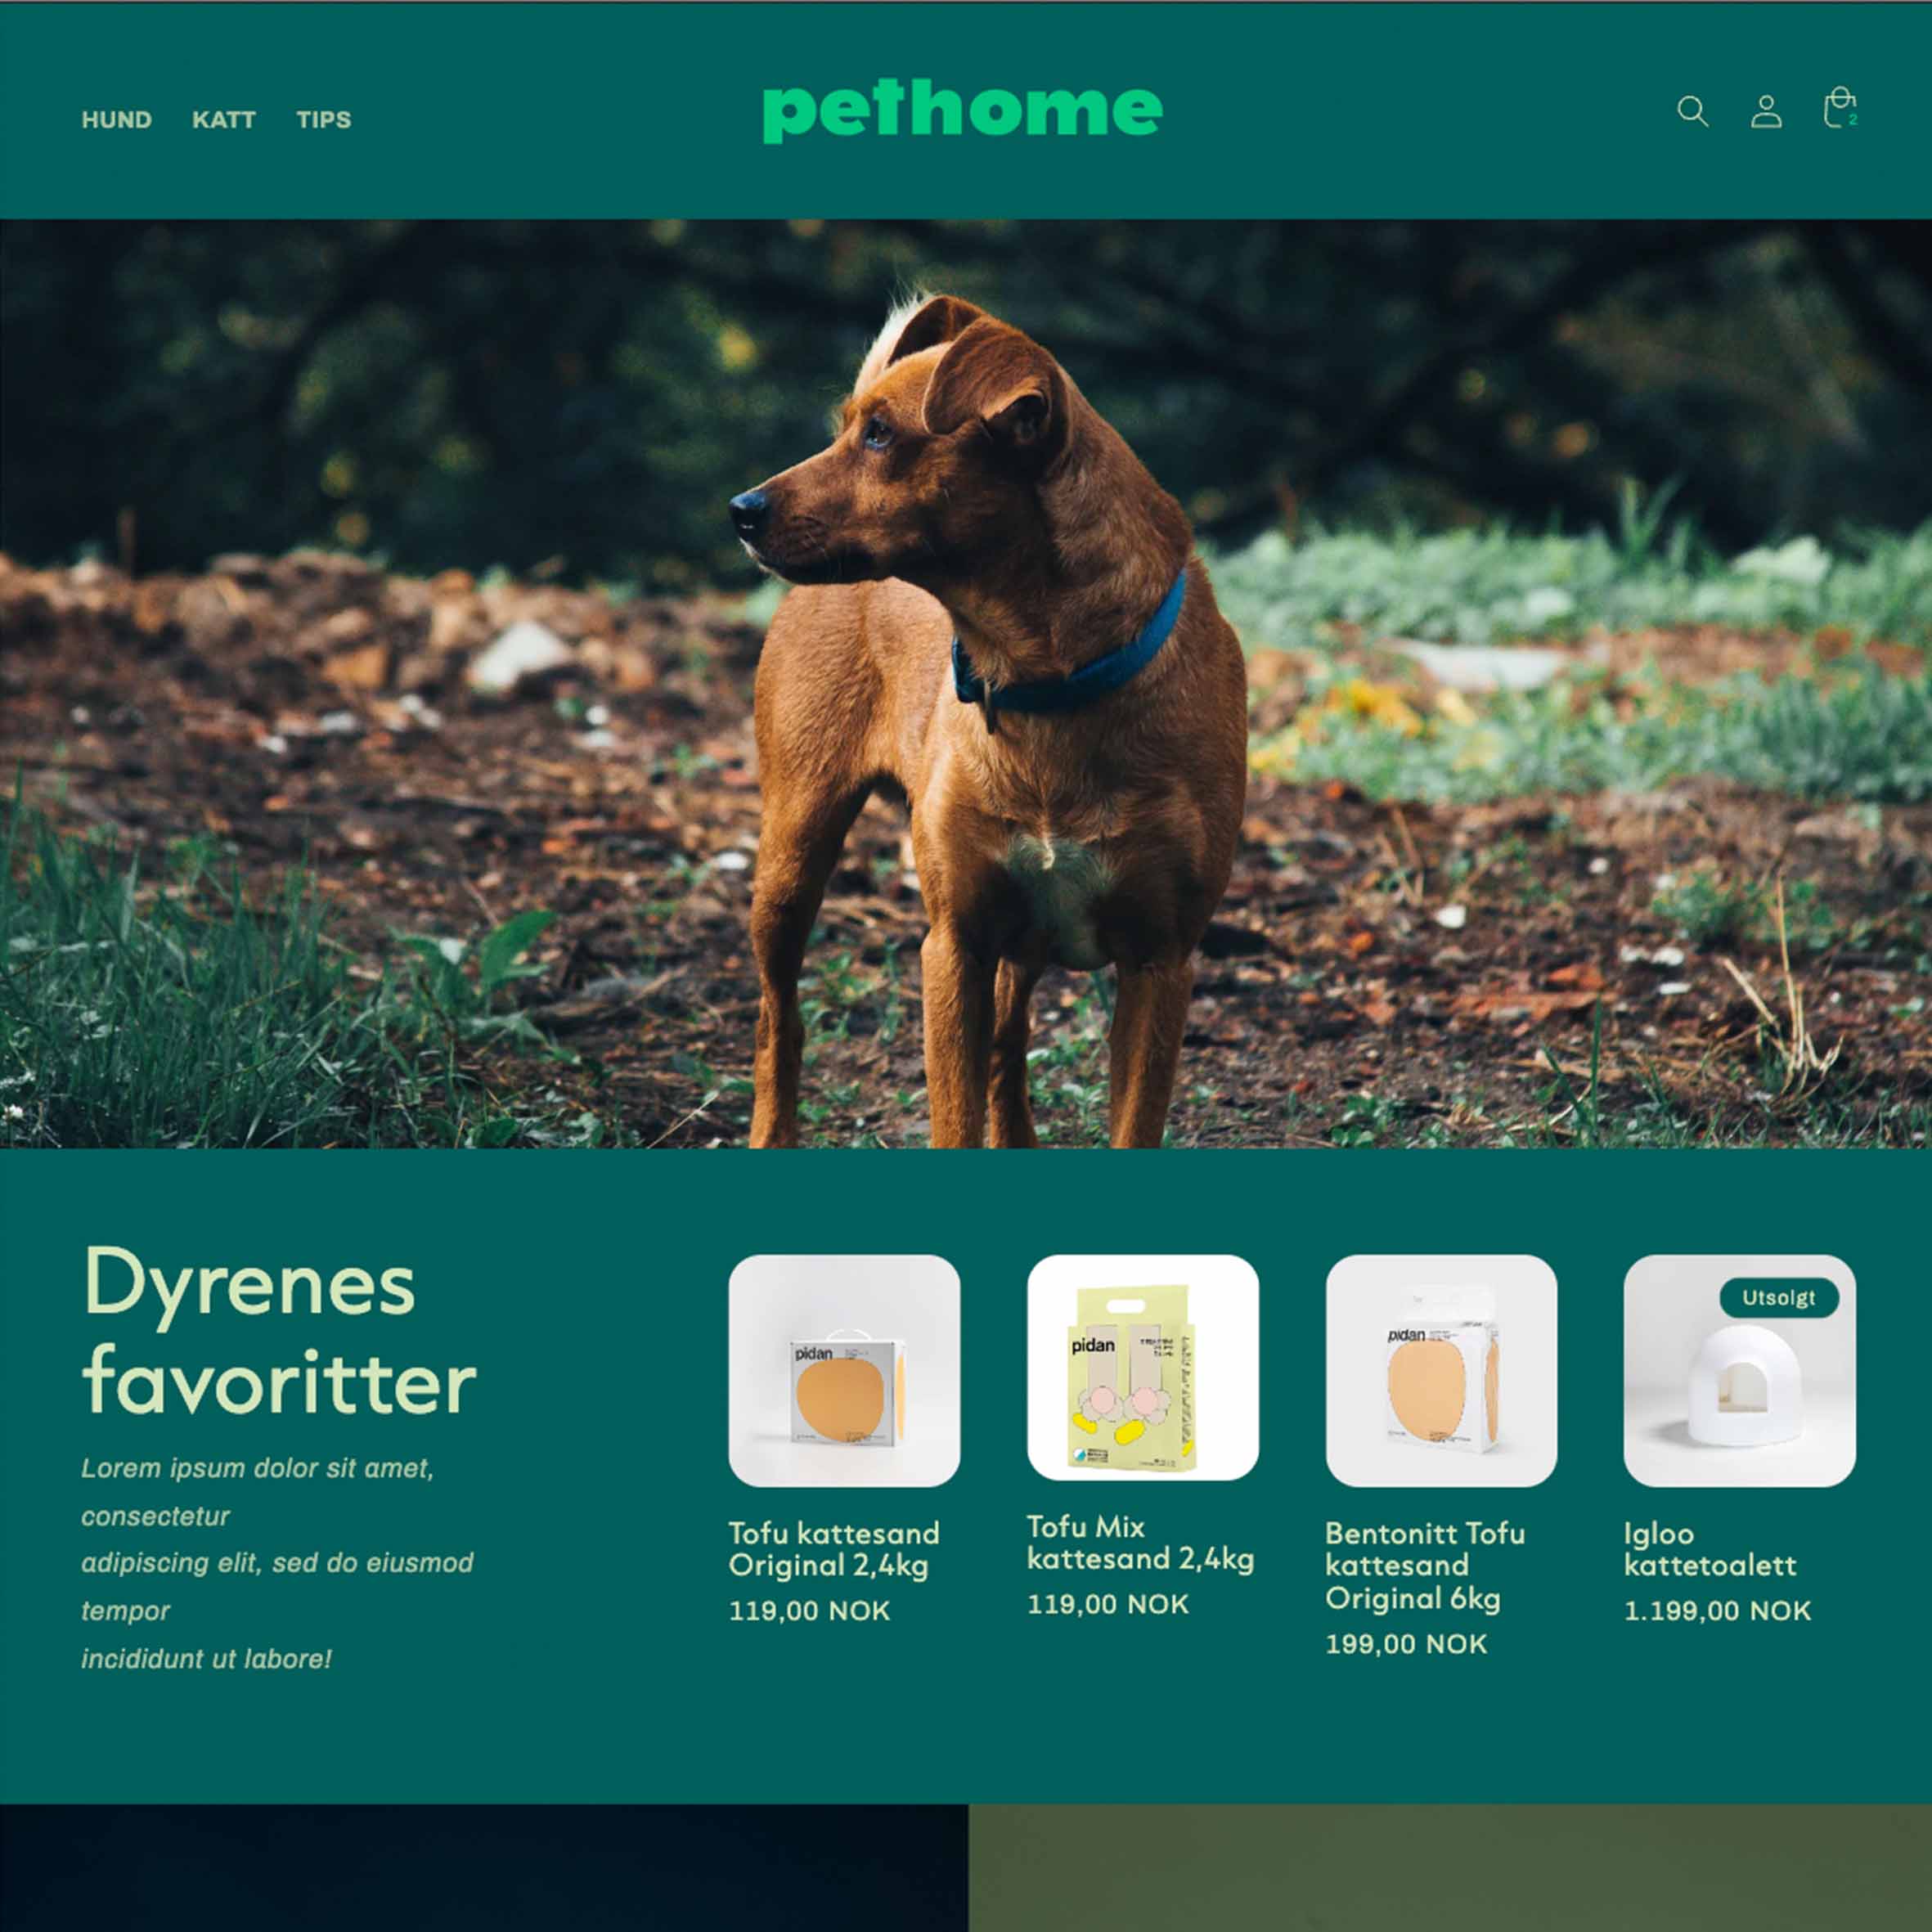 HUND KATT TIPS
pethome
2
Dyrenes
favoritter
Lorem ipsum dolor sit amet,
consectetur
adipiscing elit, sed do eiusmod
tempor
incididunt ut labore!
pidan
Tofu kattesand
Original 2,4kg
119,00 NOK
pidan
Tofu Mix
kattesand 2,4kg
119,00 NOK
pidan
Bentonitt Tofu
kattesand
Original 6kg
199,00 NOK
Utsolgt
Igloo
kattetoalett
1.199,00 NOK